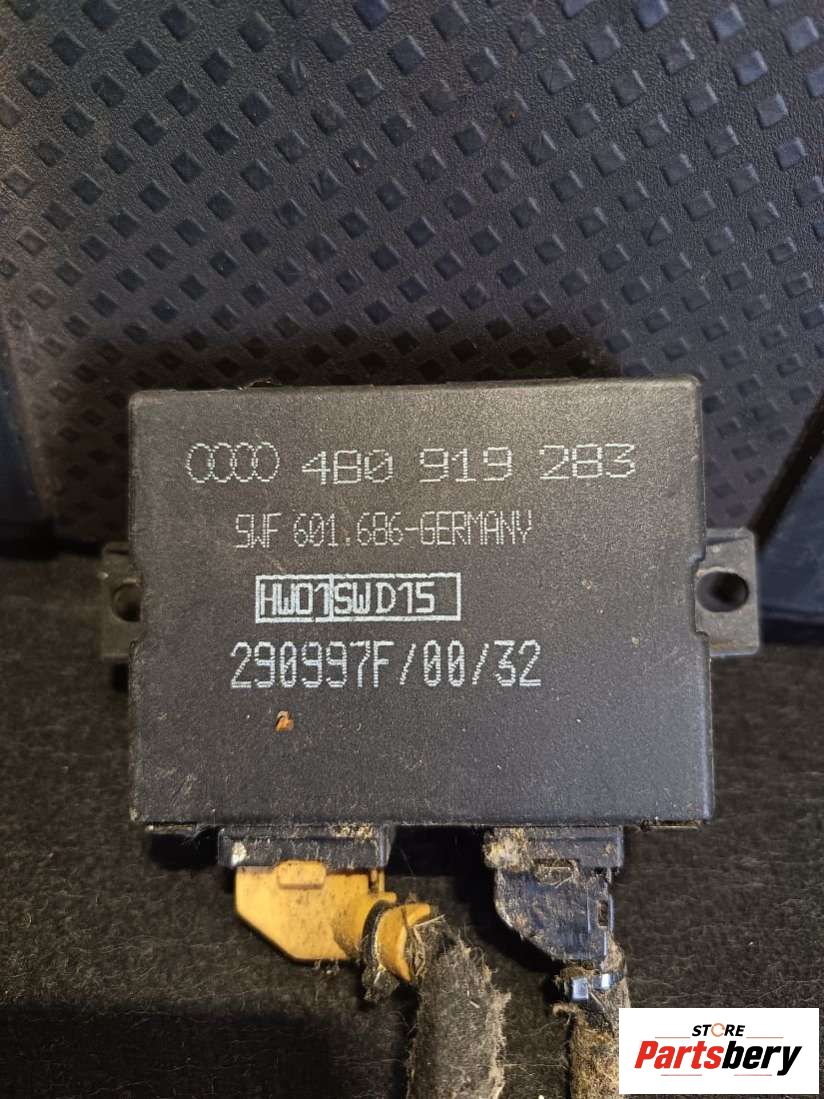 4B0 919 283
SWF 601.686-GERMANY
HW01 SWD15
290997F/00/32
STORE
Partsbery